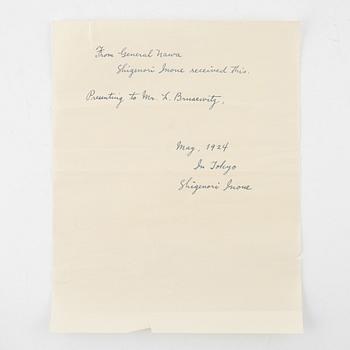 From General Nawa
Shigenori Inoue received this.
Presenting to Mr. L. Brusewitz,
May, 1924
In Tokyo
Shigenori Inoue